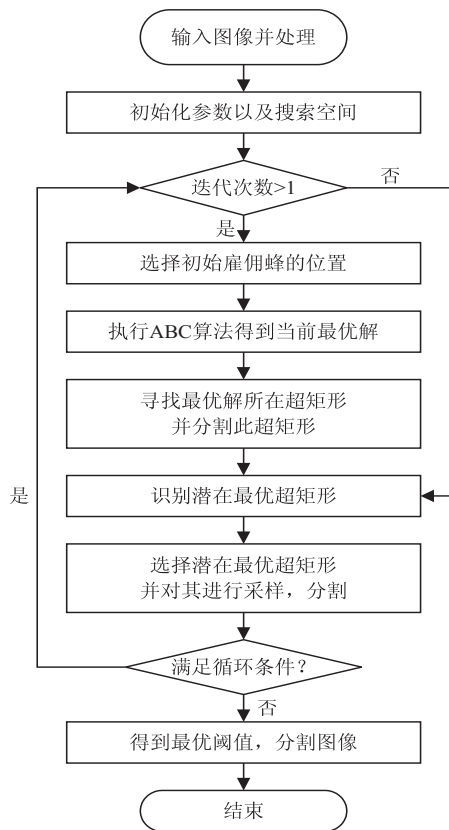 输入图像并处理
初始化参数以及搜索空间
迭代次数>1
否
是
选择初始雇佣蜂的位置
执行ABC算法得到当前最优解
寻找最优解所在超矩形
并分割此超矩形
是
识别潜在最优超矩形
选择潜在最优超矩形
并对其进行采样，分割
满足循环条件？
否
得到最优阈值，分割图像
结束